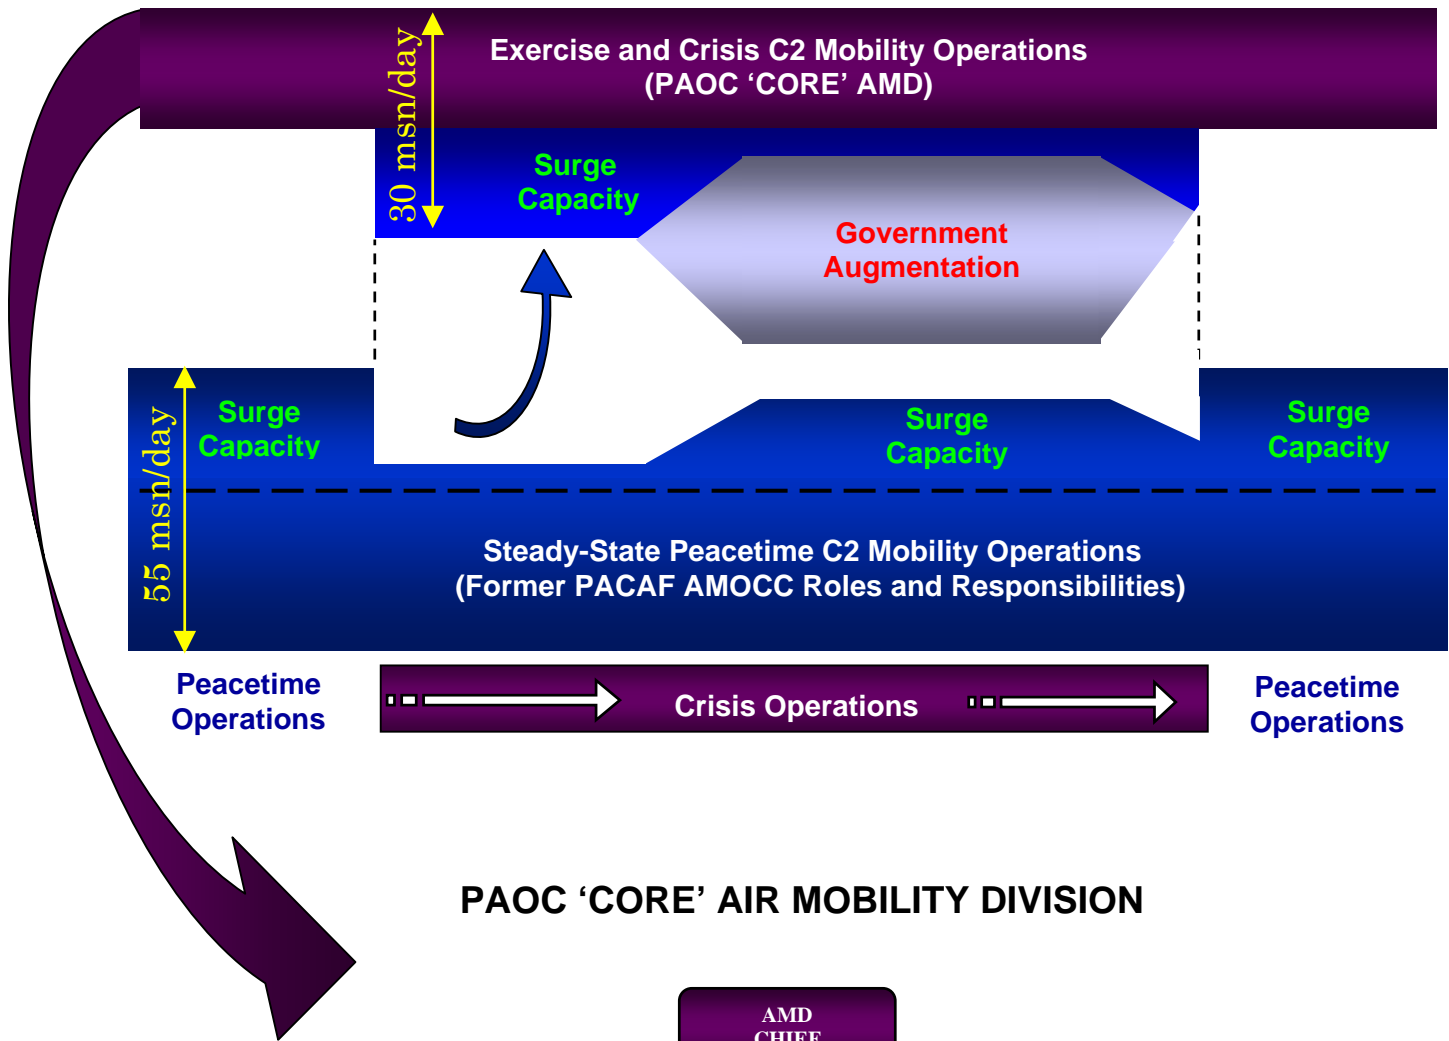 Exercise and Crisis C2 Mobility Operations
(PAOC ‘CORE’ AMD)
30 msn/day
Surge
Capacity
Government
Augmentation
55 msn/day
Surge
Capacity
Surge
Capacity
Surge
Capacity
Steady-State Peacetime C2 Mobility Operations
(Former PACAF AMOCC Roles and Responsibilities)
Peacetime
Operations
Crisis Operations
Peacetime
Operations
PAOC ‘CORE’ AIR MOBILITY DIVISION
AMD
CHIEF